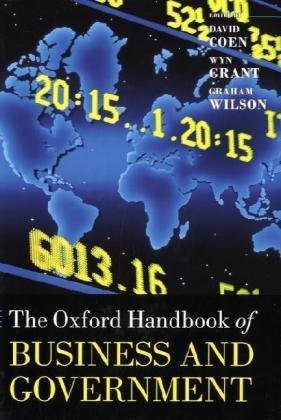 EDITED BY
DAVID
COEN
WYN
GRANT
GRAHAM
WILSON
20:15...1.20:15
6013.16
The Oxford Handbook of
BUSINESS AND
GOVERNMENT